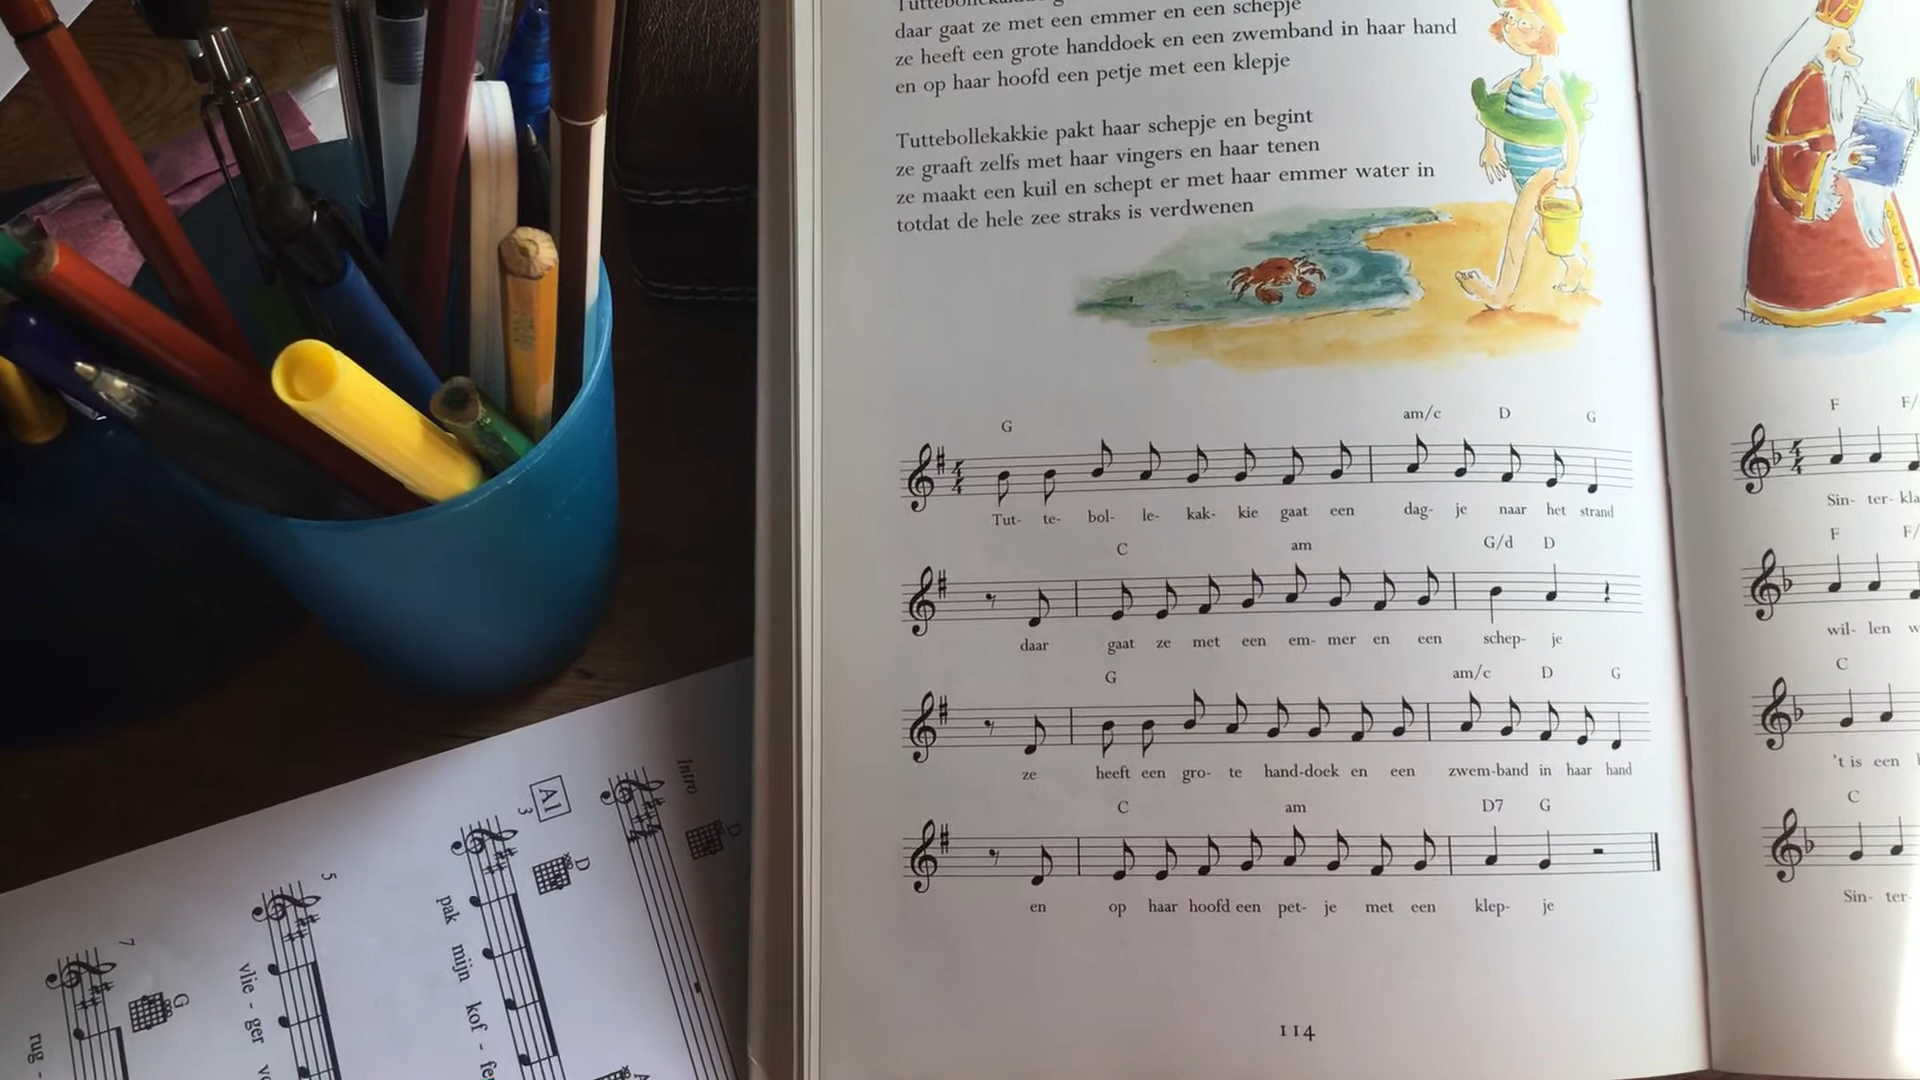 daar gaat ze met een emmer en een schepje
ze heeft een grote handdoek en een zwemband in haar hand
en op haar hoofd een petje met een klepje
Tuttebollekakkie pakt haar schepje en begint
ze graaft zelfs met haar vingers en haar tenen
ze maakt een kuil en schept er met haar emmer water in
totdat de hele zee straks is verdwenen
G am/c D G
Tut- te- bol- le- kak- kie gaat een dag- je naar het strand
C am G/d D
daar gaat ze met een em- mer en een schep- je
G am/c D G
ze heeft een gro- te hand-doek en een zwem-band in haar hand
C am D7 G
en op haar hoofd een pet- je met een klep- je
114
F F/
Sin- ter- kla
F F/
wil- len w
C
't is een
C
Sin- ter-
Intro
D
A1
3
D
pak mijn kof - fe
5
vlie - ger vo
7
G
rug -